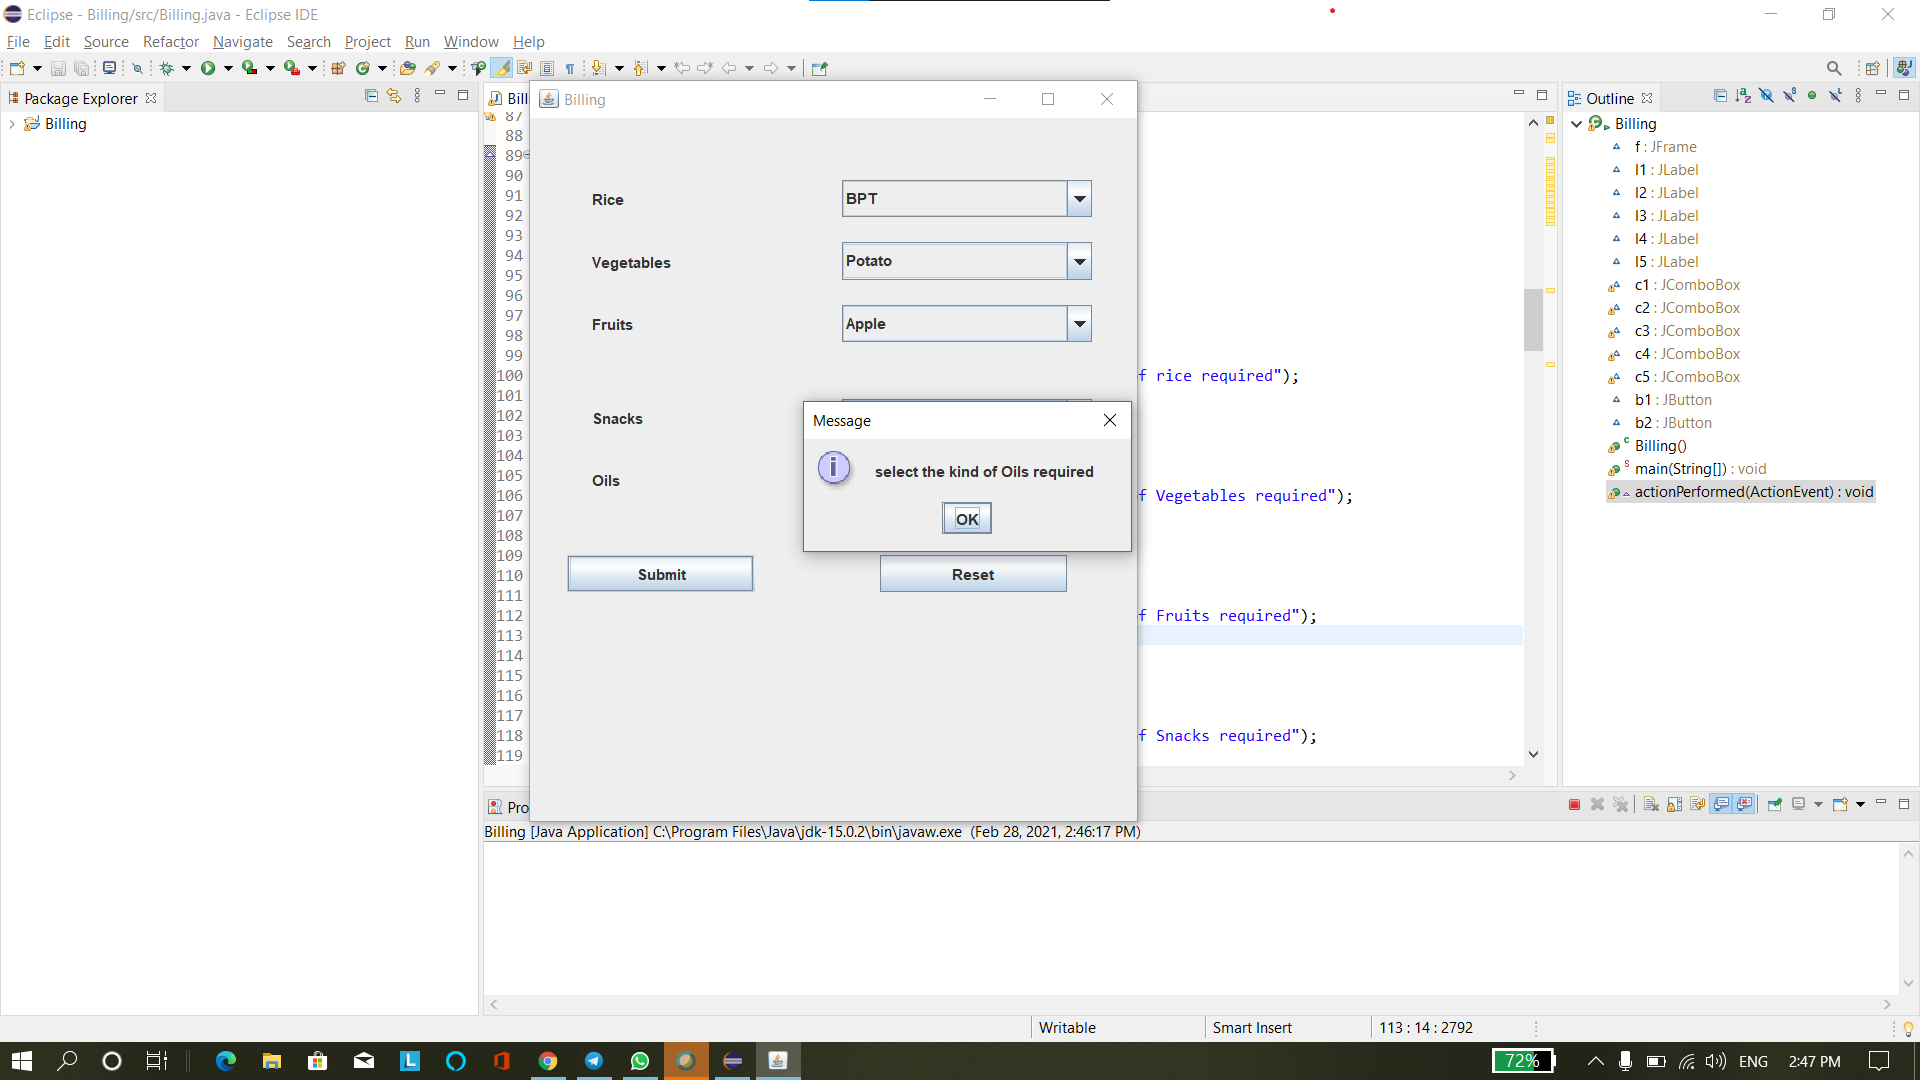 Eclipse - Billing/src/Billing.java - Eclipse IDE
File Edit Source Refactor Navigate Search Project Run Window Help
Package Explorer
Billing
Bill
Billing
87
88
89
90
91
92
93
94
95
96
97
98
99
100
101
102
103
104
105
106
107
108
109
110
111
112
113
114
115
116
117
118
119
Rice BPT
Vegetables Potato
Fruits Apple
Snacks
Oils
Message
select the kind of Oils required
OK
Submit Reset
f rice required");
f Vegetables required");
f Fruits required");
f Snacks required");
Outline
Billing
f : JFrame
l1 : JLabel
l2 : JLabel
l3 : JLabel
l4 : JLabel
l5 : JLabel
c1 : JComboBox
c2 : JComboBox
c3 : JComboBox
c4 : JComboBox
c5 : JComboBox
b1 : JButton
b2 : JButton
Billing()
main(String[]) : void
actionPerformed(ActionEvent) : void
Pro
Billing [Java Application] C:\Program Files\Java\jdk-15.0.2\bin\javaw.exe (Feb 28, 2021, 2:46:17 PM)
Writable Smart Insert 113 : 14 : 2792
72% ENG 2:47 PM